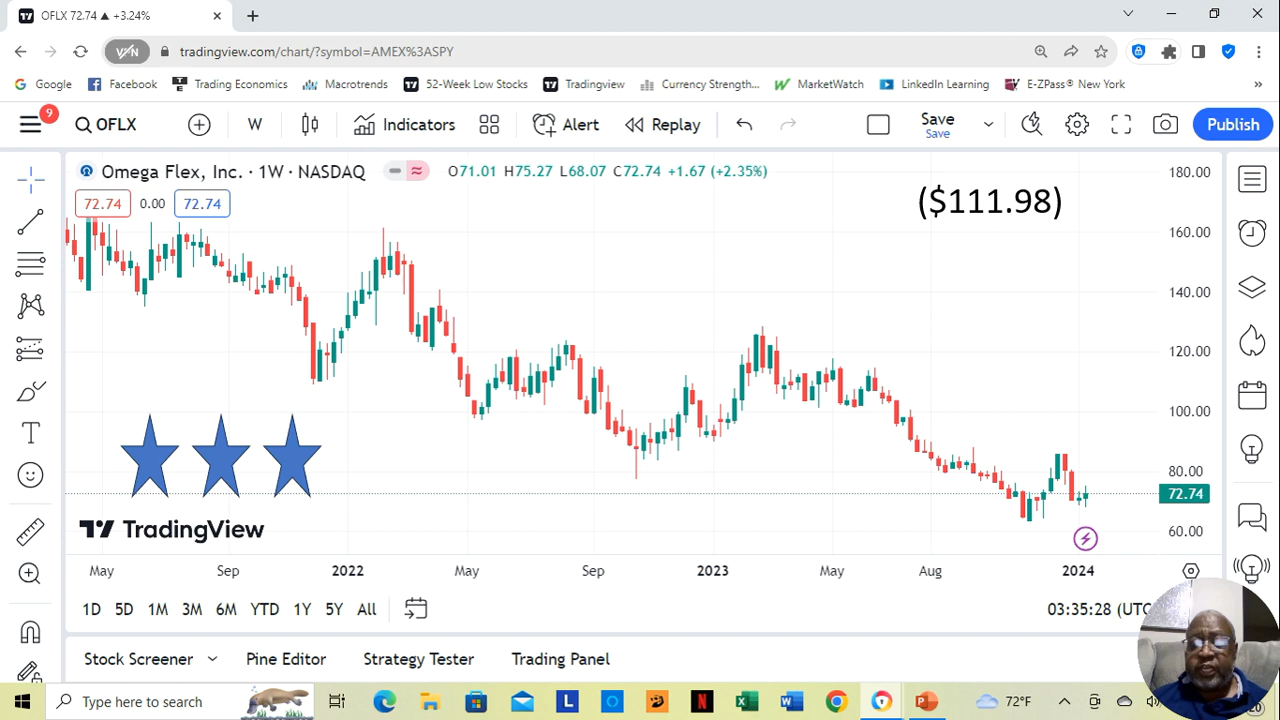 OFLX 72.74 ▲ +3.24%
tradingview.com/chart/?symbol=AMEX%3ASPY
Google Facebook Trading Economics Macrotrends 52-Week Low Stocks Tradingview Currency Strength... MarketWatch LinkedIn Learning E-ZPass® New York »
9
OFLX W Indicators Alert Replay Save Publish
Save
Omega Flex, Inc. · 1W · NASDAQ O71.01 H75.27 L68.07 C72.74 +1.67 (+2.35%)
72.74 0.00 72.74
($111.98)
180.00
160.00
140.00
120.00
100.00
80.00
72.74
60.00
TradingView
May Sep 2022 May Sep 2023 May Aug 2024
1D 5D 1M 3M 6M YTD 1Y 5Y All 03:35:28 (UTC
Stock Screener Pine Editor Strategy Tester Trading Panel
Type here to search 72°F